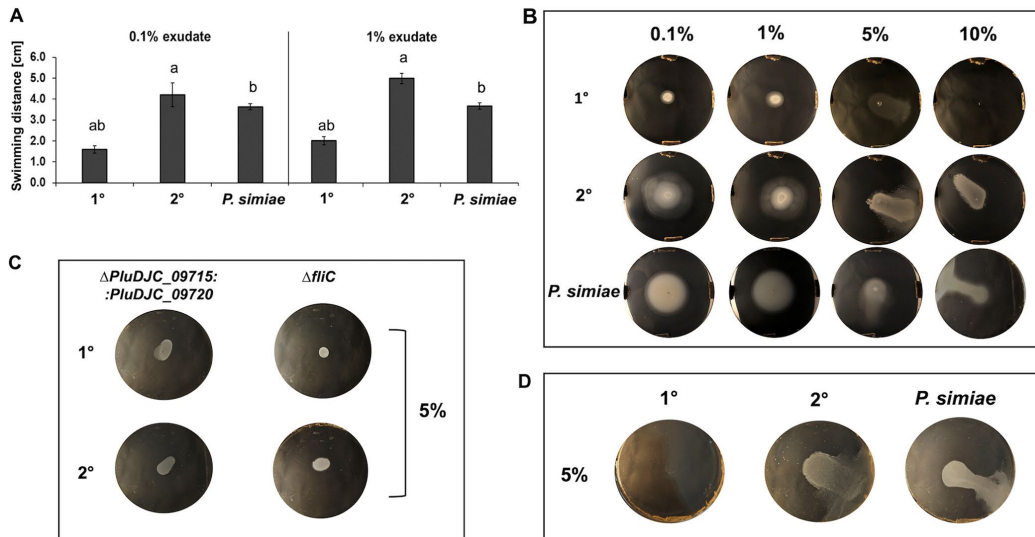 A
0.1% exudate 1% exudate
Swimming distance [cm]
6.0
5.0
4.0
3.0
2.0
1.0
0.0
ab a b ab a b
1° 2° P. simiae 1° 2° P. simiae
B
0.1% 1% 5% 10%
1°
2°
P. simiae
C
ΔPluDJC_09715: ΔfliC
:PluDJC_09720
1°
2°
5%
D
1° 2° P. simiae
5%